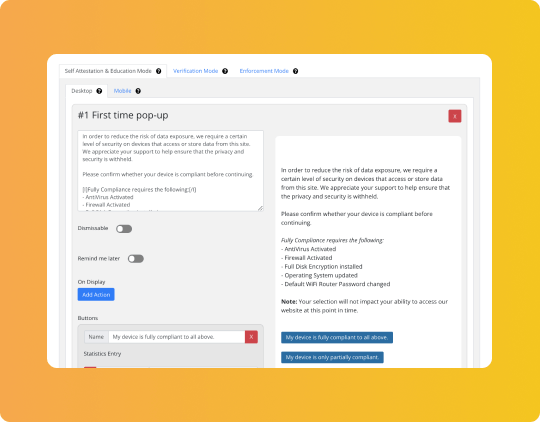 Self Attestation & Education Mode ? Verification Mode ? Enforcement Mode ?
Desktop ? Mobile ?
#1 First time pop-up
X
In order to reduce the risk of data exposure, we require a certain
level of security on devices that access or store data from this site.
We appreciate your support to help ensure that the privacy and
security is withheld.
Please confirm whether your device is compliant before continuing.
[i]Fully Compliance requires the following:[/i]
- AntiVirus Activated
- Firewall Activated
Dismissable
Remind me later
On Display
Add Action
Buttons
Name My device is fully compliant to all above. X
Statistics Entry
In order to reduce the risk of data exposure, we require a
certain level of security on devices that access or store data
from this site. We appreciate your support to help ensure that
the privacy and security is withheld.
Please confirm whether your device is compliant before
continuing.
Fully Compliance requires the following:
- AntiVirus Activated
- Firewall Activated
- Full Disk Encryption installed
- Operating System updated
- Default WiFi Router Password changed
Note: Your selection will not impact your ability to access our
website at this point in time.
My device is fully compliant to all above.
My device is only partially compliant.